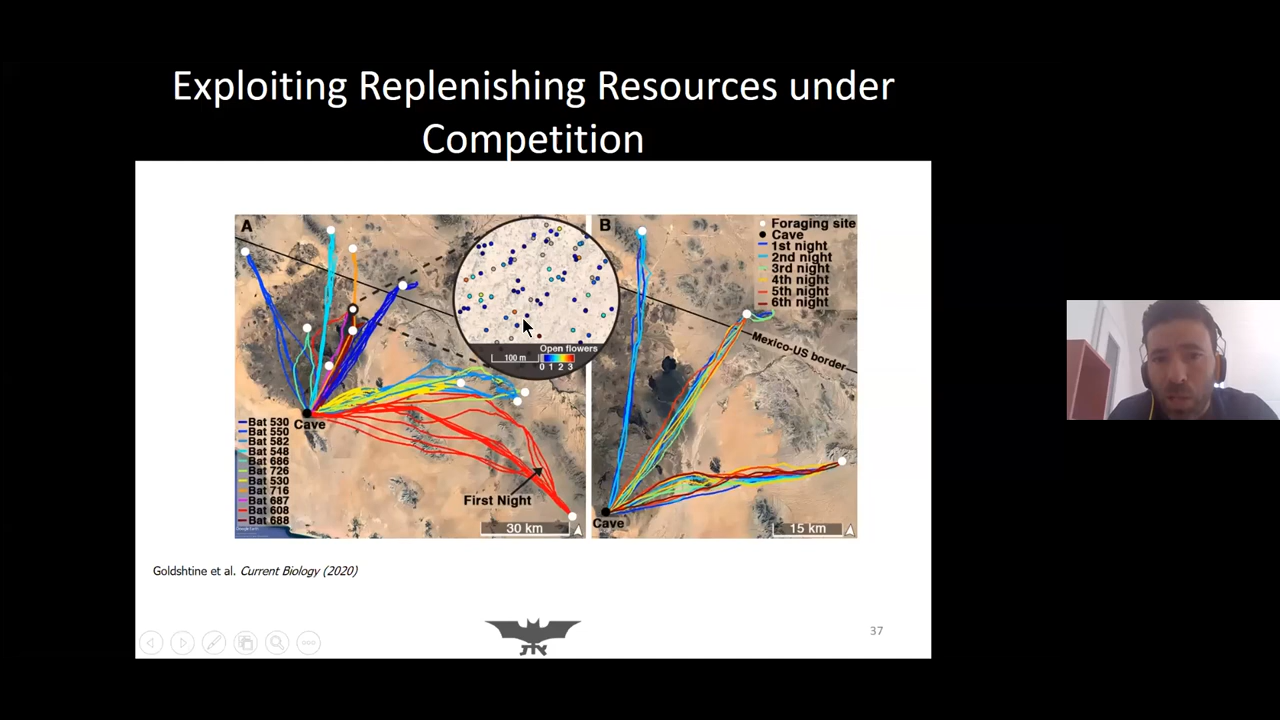 Exploiting Replenishing Resources under
Competition
A
Open flowers
100 m
0 1 2 3
Cave
Bat 530
Bat 550
Bat 582
Bat 548
Bat 686
Bat 726
Bat 530
Bat 716
Bat 687
Bat 608
Bat 688
First Night
30 km
B
Foraging site
Cave
1st night
2nd night
3rd night
4th night
5th night
6th night
Mexico-US border
Cave
15 km
Goldshtine et al. Current Biology (2020)
37